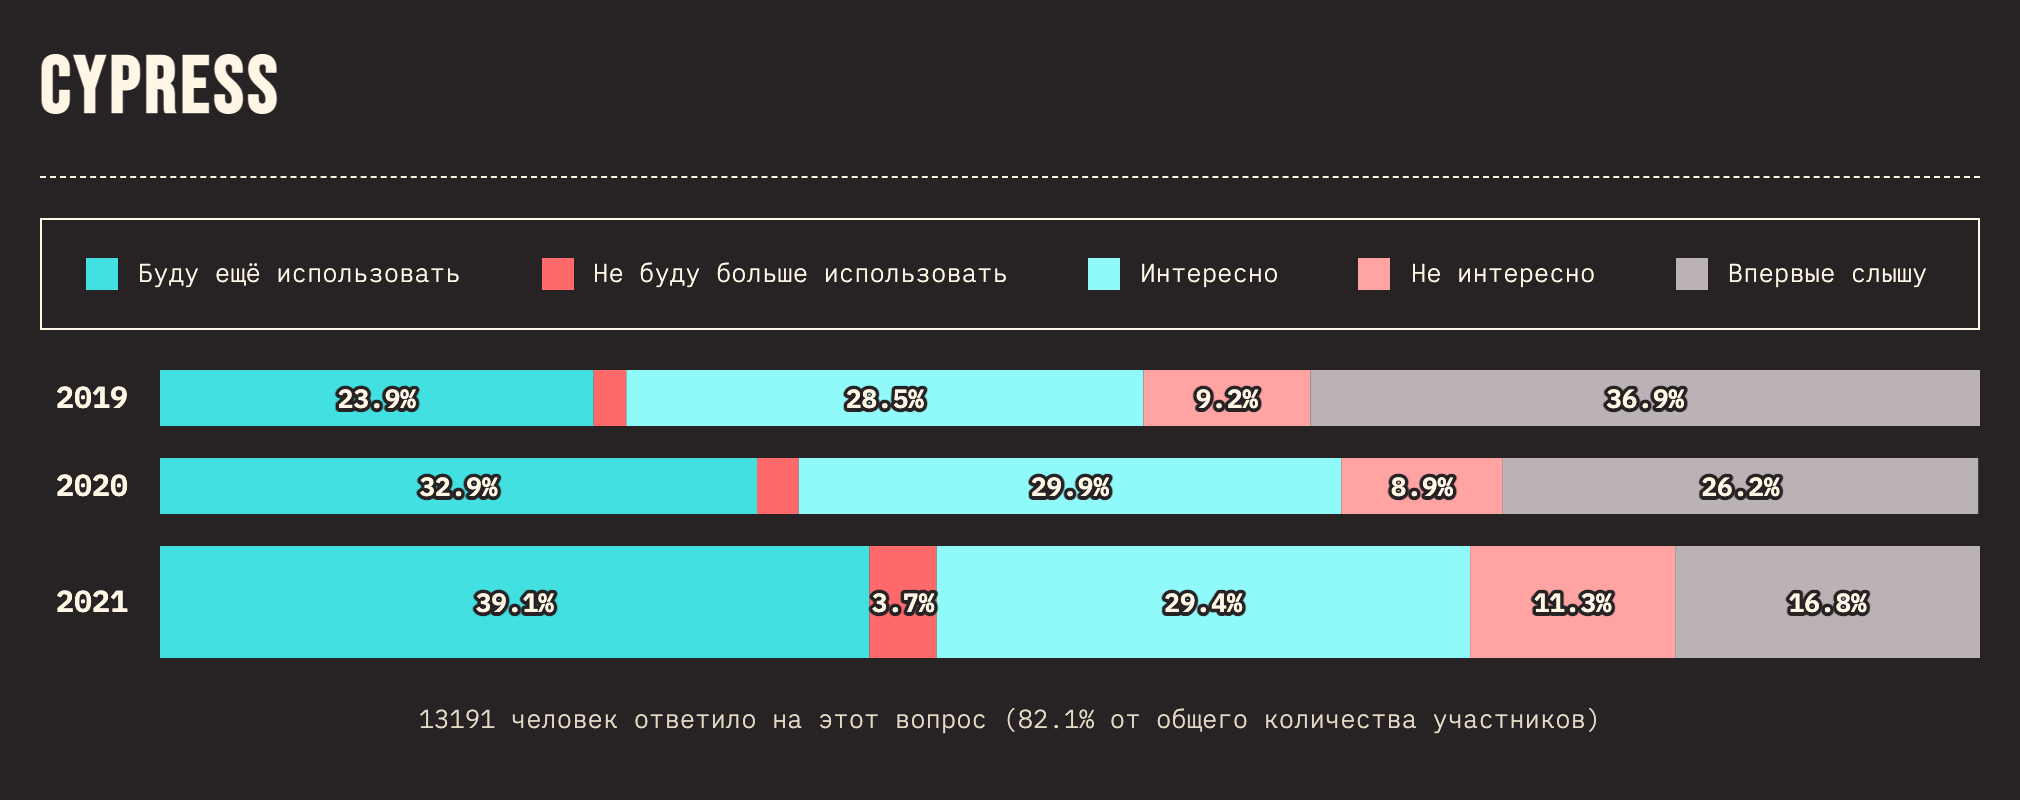 CYPRESS
Буду ещё использовать Не буду больше использовать Интересно Не интересно Впервые слышу
2019 23.9% 28.5% 9.2% 36.9%
2020 32.9% 29.9% 8.9% 26.2%
2021 39.1% 3.7% 29.4% 11.3% 16.8%
13191 человек ответило на этот вопрос (82.1% от общего количества участников)